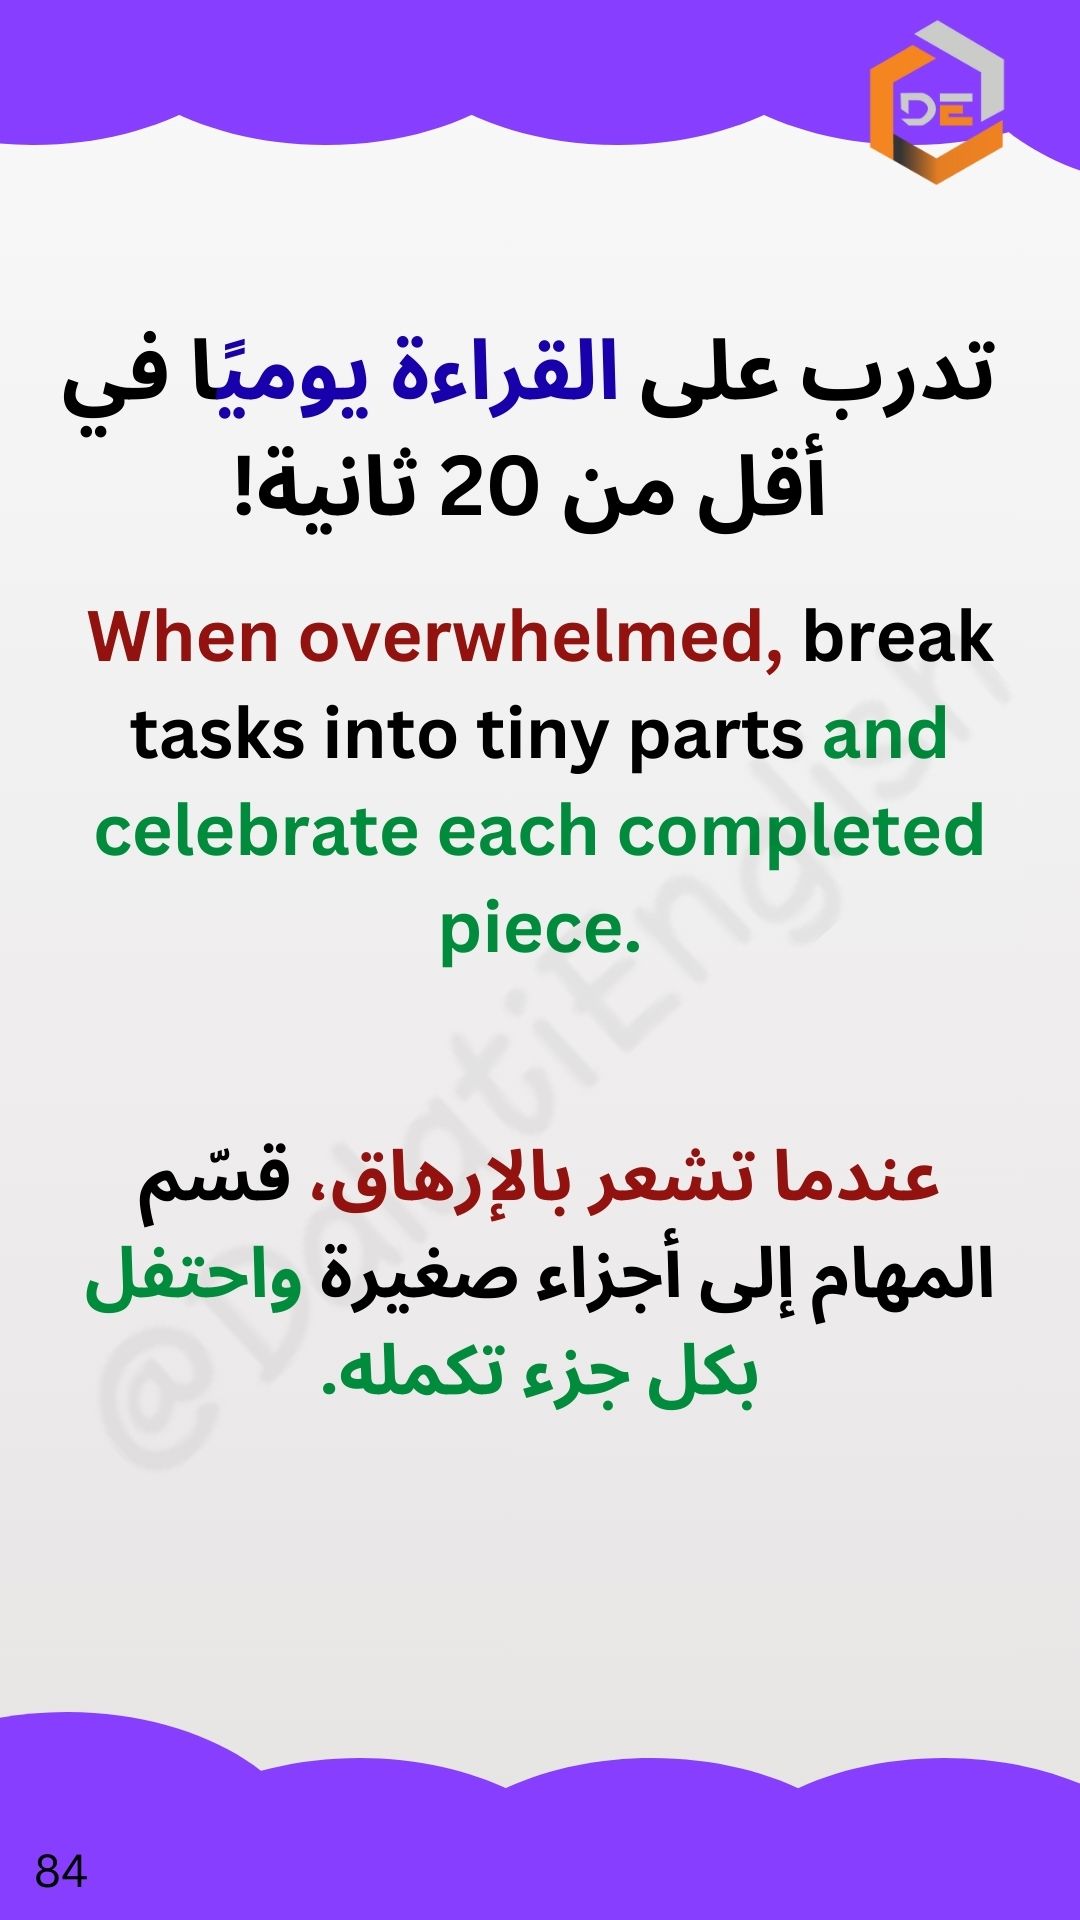 DE
تدرب على القراءة يوميًا في
أقل من 20 ثانية!
When overwhelmed, break
tasks into tiny parts and
celebrate each completed
piece.
عندما تشعر بالإرهاق، قسّم
المهام إلى أجزاء صغيرة واحتفل
بكل جزء تكمله.
@DalatiEnglish
84